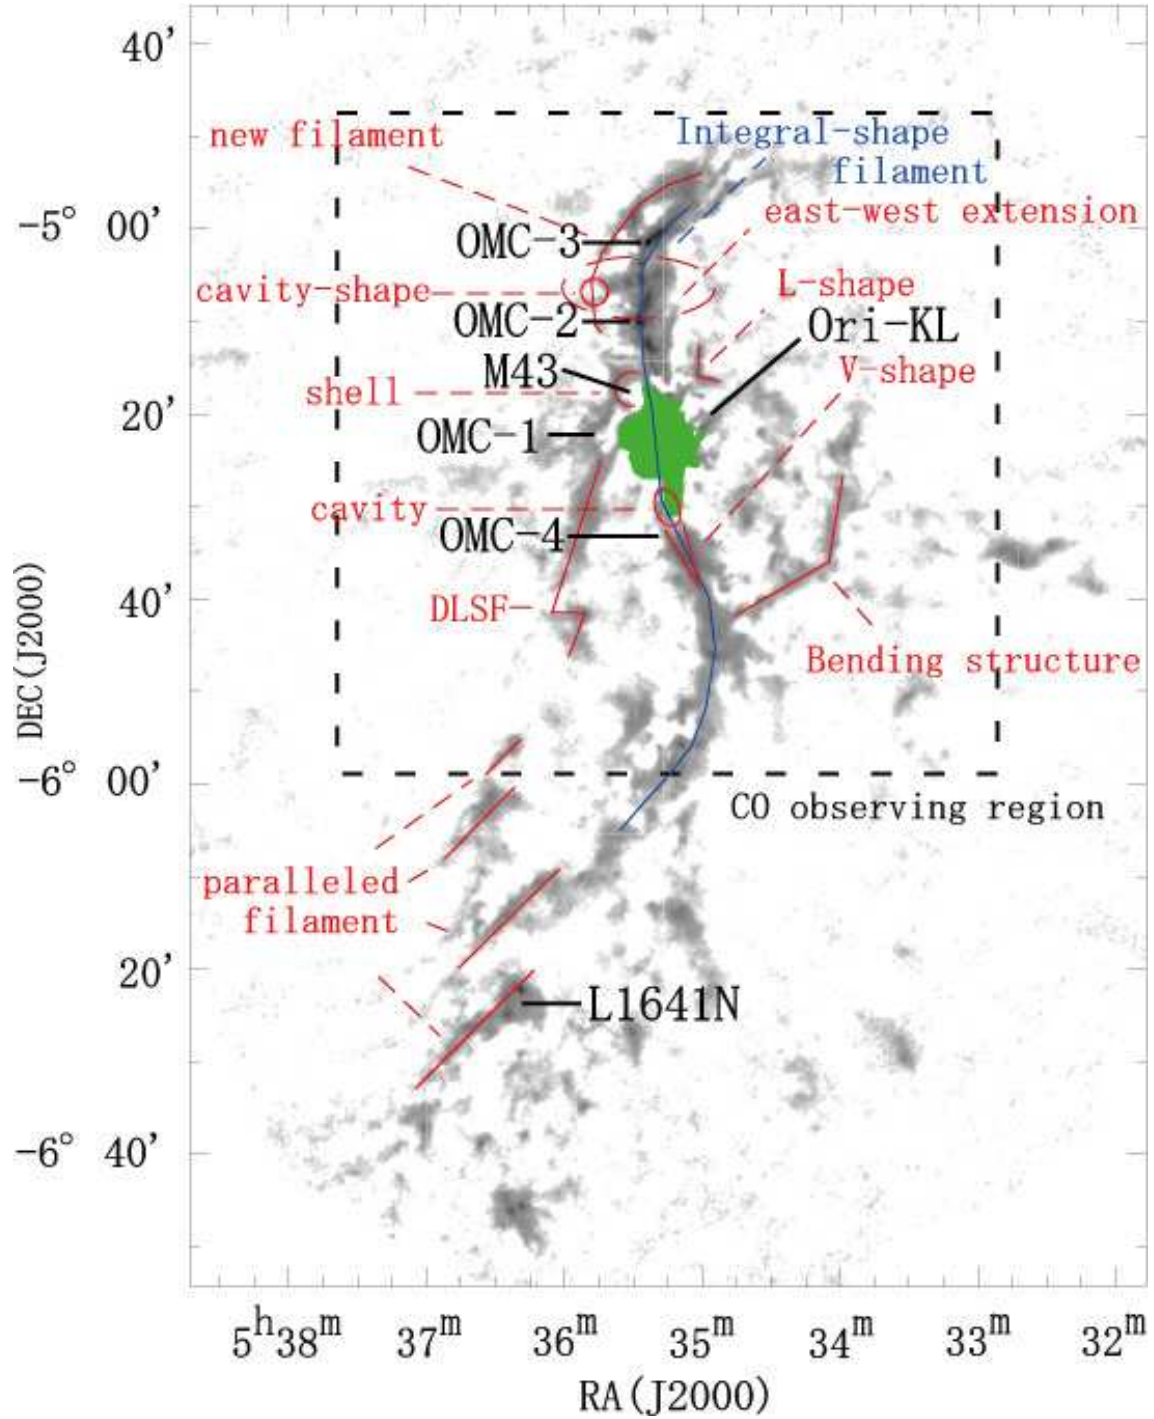 40’
new filament
Integral-shape
filament
-5° 00’
east-west extension
OMC-3
cavity-shape
L-shape
OMC-2
Ori-KL
M43
V-shape
shell
20’
OMC-1
cavity
OMC-4
DEC(J2000)
40’
DLSF
Bending structure
-6° 00’
CO observing region
paralleled
filament
20’
L1641N
-6° 40’
5h38m 37m 36m 35m 34m 33m 32m
RA(J2000)